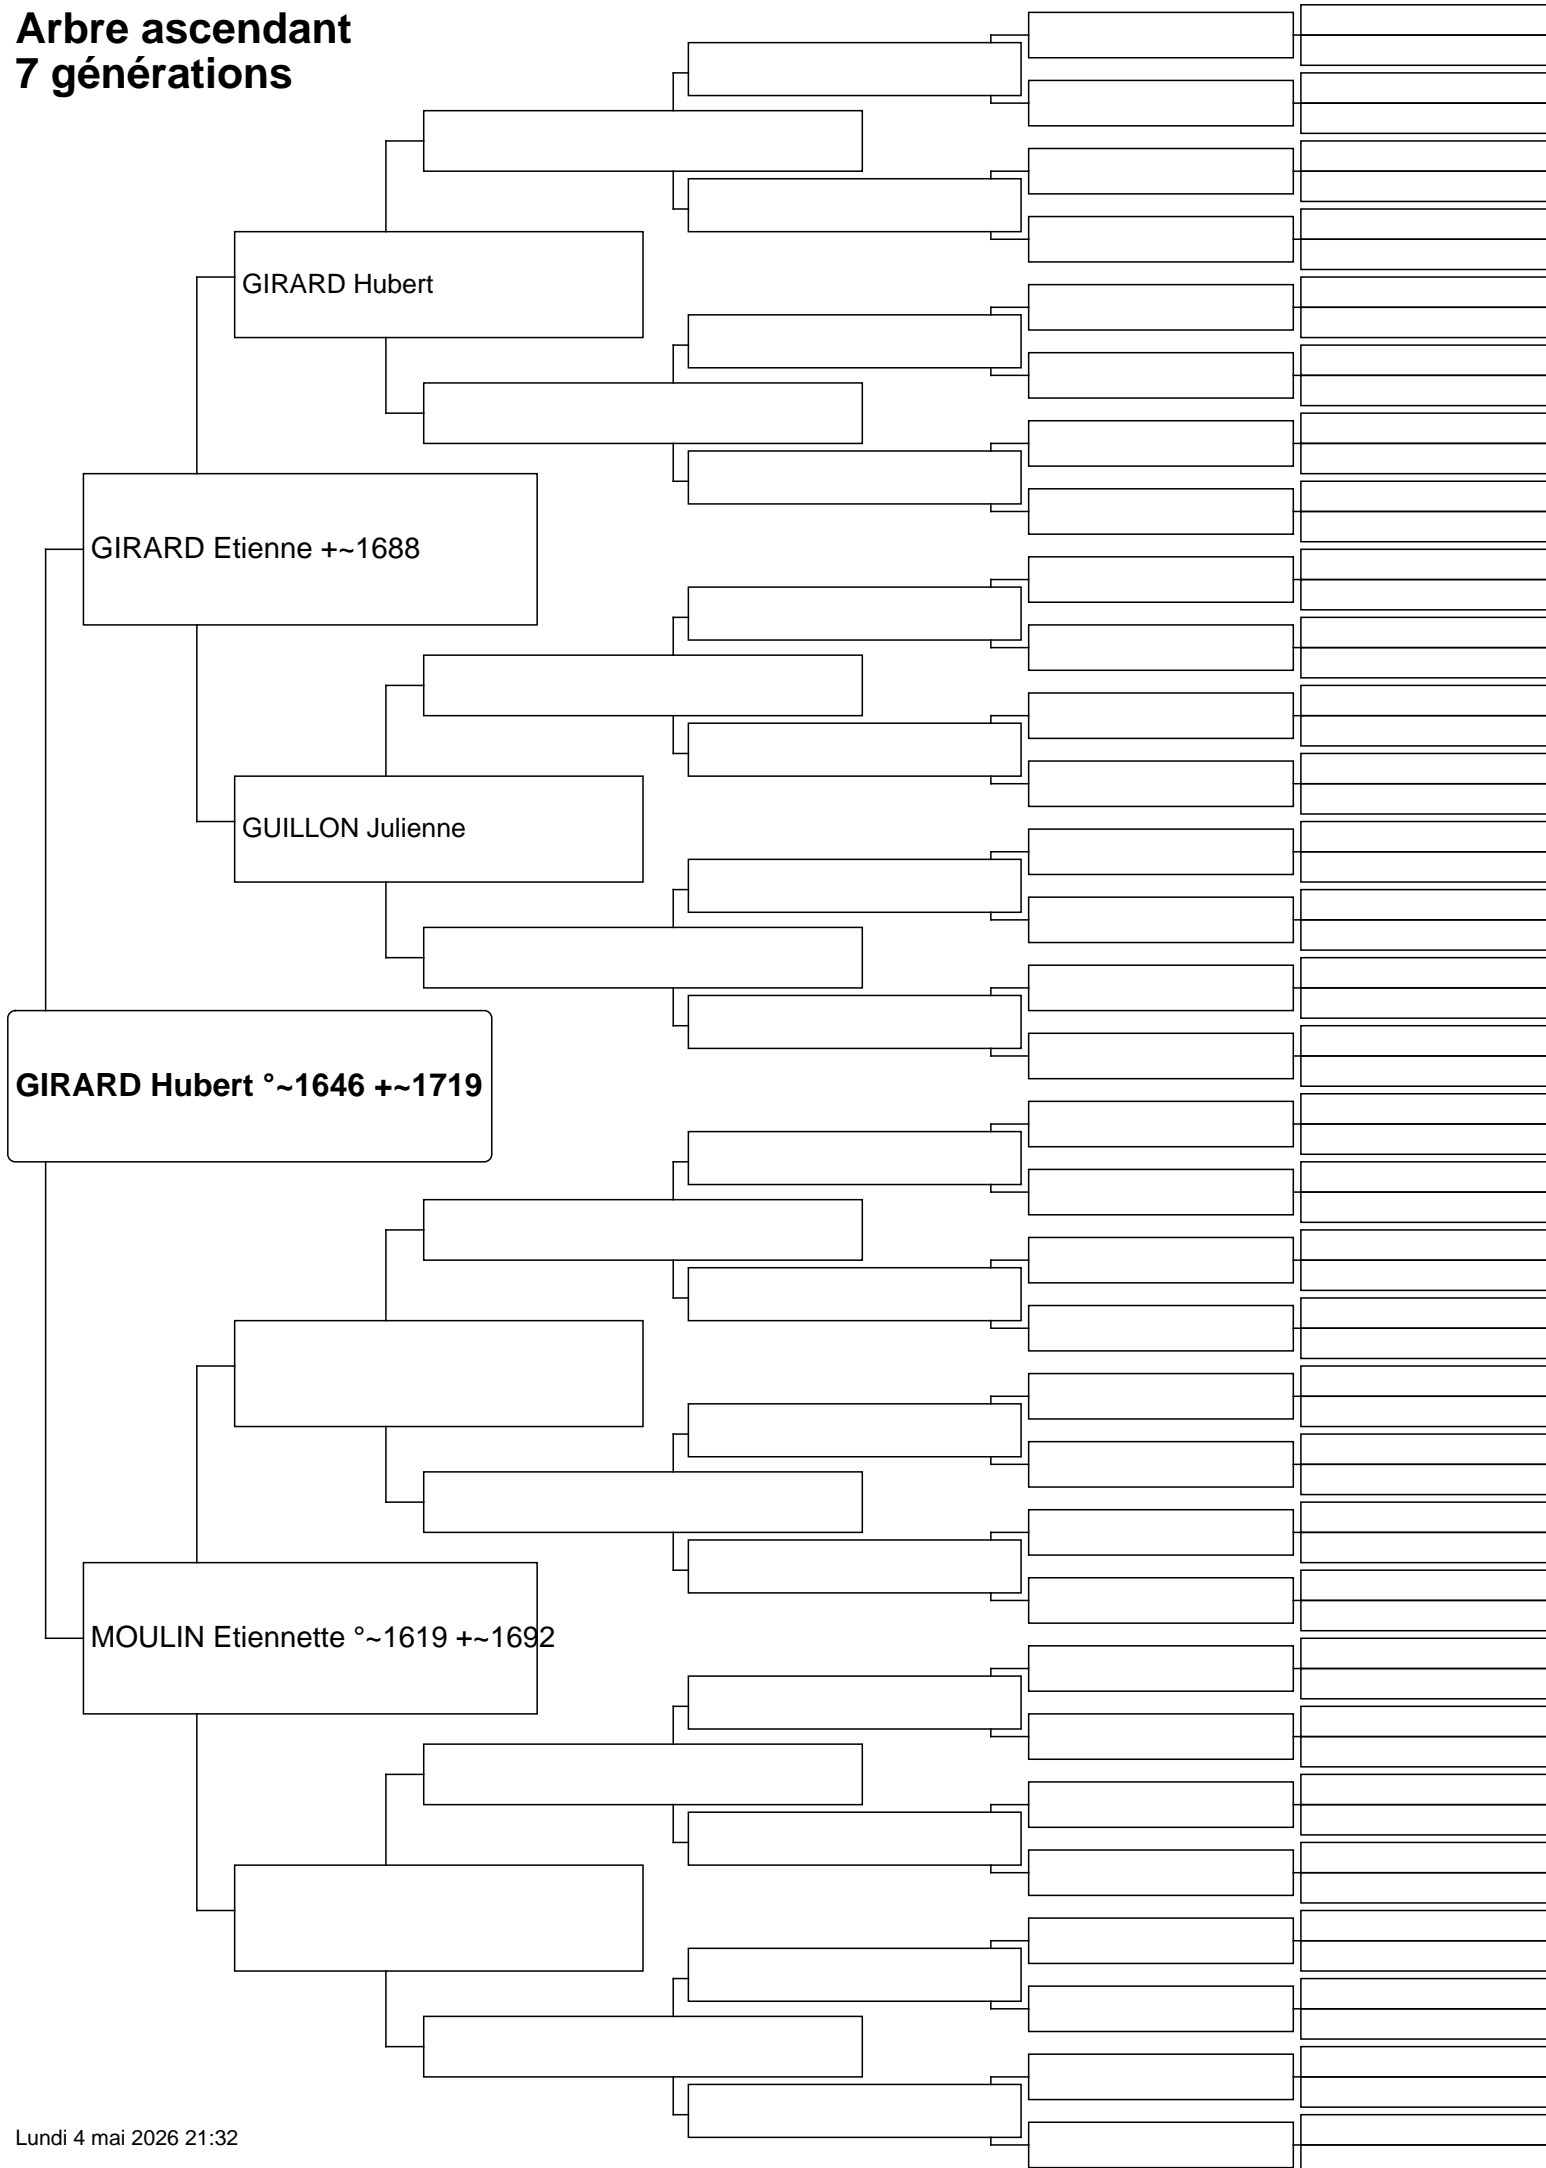 Arbre ascendant
7 générations
GIRARD Hubert
GIRARD Etienne +~1688
GUILLON Julienne
GIRARD Hubert °~1646 +~1719
MOULIN Etiennette °~1619 +~1692
Lundi 4 mai 2026 21:32